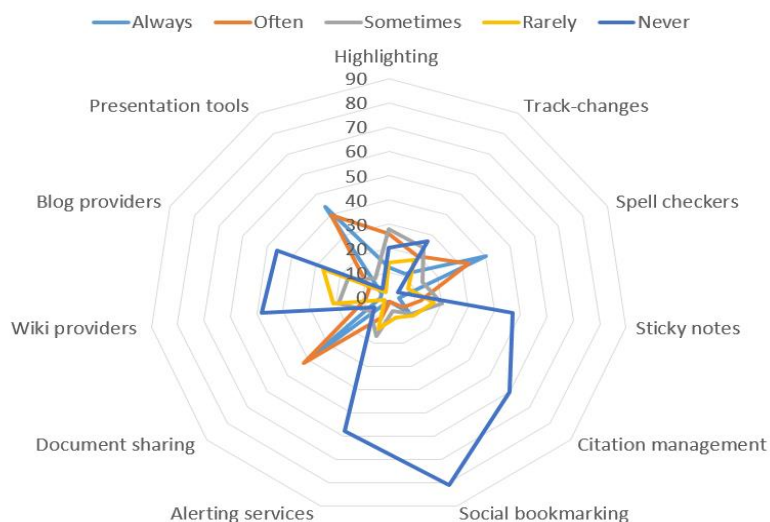 Always Often Sometimes Rarely Never
Highlighting
90
80
70
60
50
40
30
20
10
0
Track-changes
Spell checkers
Sticky notes
Citation management
Social bookmarking
Alerting services
Document sharing
Wiki providers
Blog providers
Presentation tools